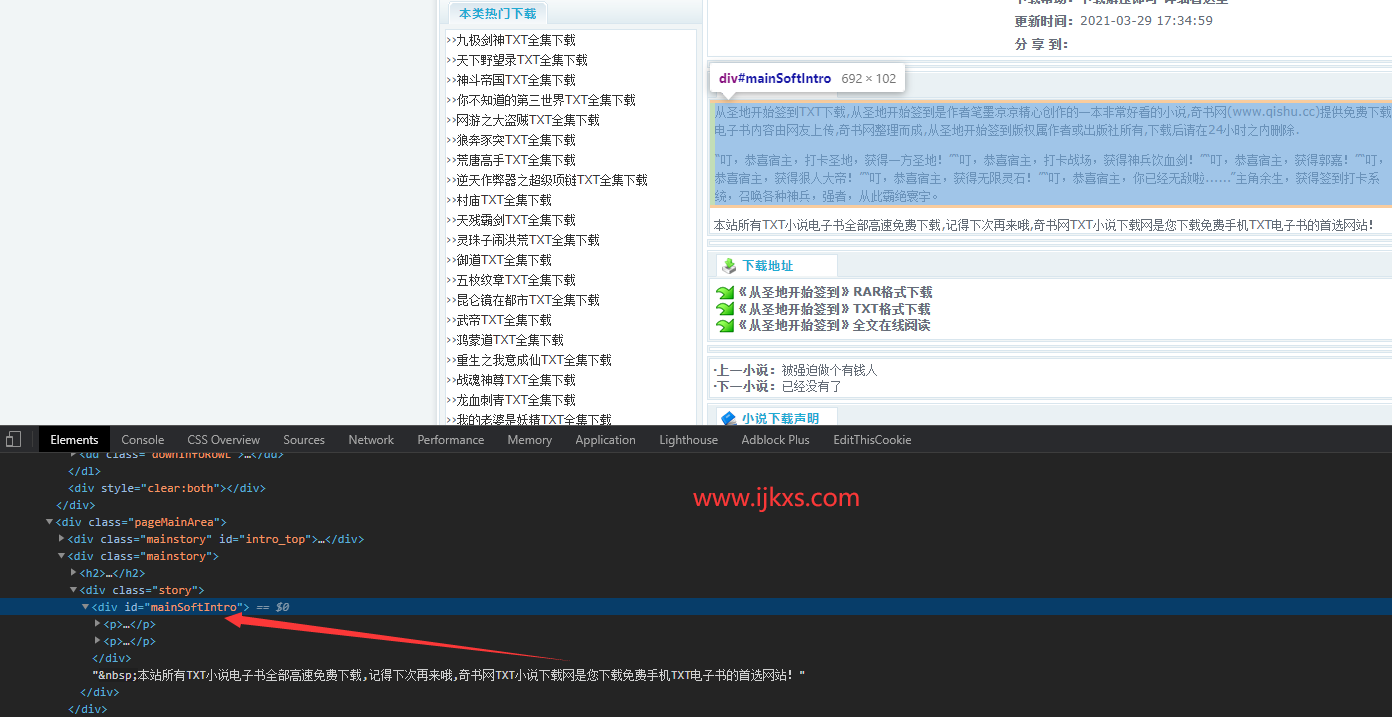 本类热门下载
>>九极剑神TXT全集下载
>>天下野望录TXT全集下载
>>神斗帝国TXT全集下载
>>你不知道的第三世界TXT全集下载
>>网游之大盗贼TXT全集下载
>>狼奔豕突TXT全集下载
>>荒唐高手TXT全集下载
>>逆天作弊器之超级项链TXT全集下载
>>村庙TXT全集下载
>>天残霸剑TXT全集下载
>>灵珠子闹洪荒TXT全集下载
>>御道TXT全集下载
>>五枚纹章TXT全集下载
>>昆仑镜在都市TXT全集下载
>>武帝TXT全集下载
>>鸿蒙道TXT全集下载
>>重生之我意成仙TXT全集下载
>>战魂神尊TXT全集下载
>>龙血刺青TXT全集下载
>>我的老婆是妖精TXT全集下载
更新时间：2021-03-29 17:34:59
分 享 到：
div#mainSoftIntro 692 × 102
从圣地开始签到TXT下载,从圣地开始签到是作者笔墨凉凉精心创作的一本非常好看的小说,奇书网(www.qishu.cc)提供免费下载
电子书内容由网友上传,奇书网整理而成,从圣地开始签到版权属作者或出版社所有,下载后请在24小时之内删除.
"叮，恭喜宿主，打卡圣地，获得一方圣地！""叮，恭喜宿主，打卡战场，获得神兵饮血剑！""叮，恭喜宿主，获得郭嘉！""叮，
恭喜宿主，获得狠人大帝！""叮，恭喜宿主，获得无限灵石！""叮，恭喜宿主，你已经无敌啦……"主角余生，获得签到打卡系
统，召唤各种神兵，强者，从此霸绝寰宇。
本站所有TXT小说电子书全部高速免费下载,记得下次再来哦,奇书网TXT小说下载网是您下载免费手机TXT电子书的首选网站！
下载地址
《从圣地开始签到》RAR格式下载
《从圣地开始签到》TXT格式下载
《从圣地开始签到》全文在线阅读
·上一小说：被强迫做个有钱人
·下一小说：已经没有了
小说下载声明
Elements Console CSS Overview Sources Network Performance Memory Application Lighthouse Adblock Plus EditThisCookie
<dd class="downInfoRowL">…</dd>
</dl>
<div style="clear:both"></div>
</div>
<div class="pageMainArea">
<div class="mainstory" id="intro_top">…</div>
<div class="mainstory">
<h2>…</h2>
<div class="story">
<div id="mainSoftIntro"> == $0
<p>…</p>
<p>…</p>
</div>
"&nbsp;本站所有TXT小说电子书全部高速免费下载,记得下次再来哦,奇书网TXT小说下载网是您下载免费手机TXT电子书的首选网站！"
</div>
</div>
www.ijkxs.com